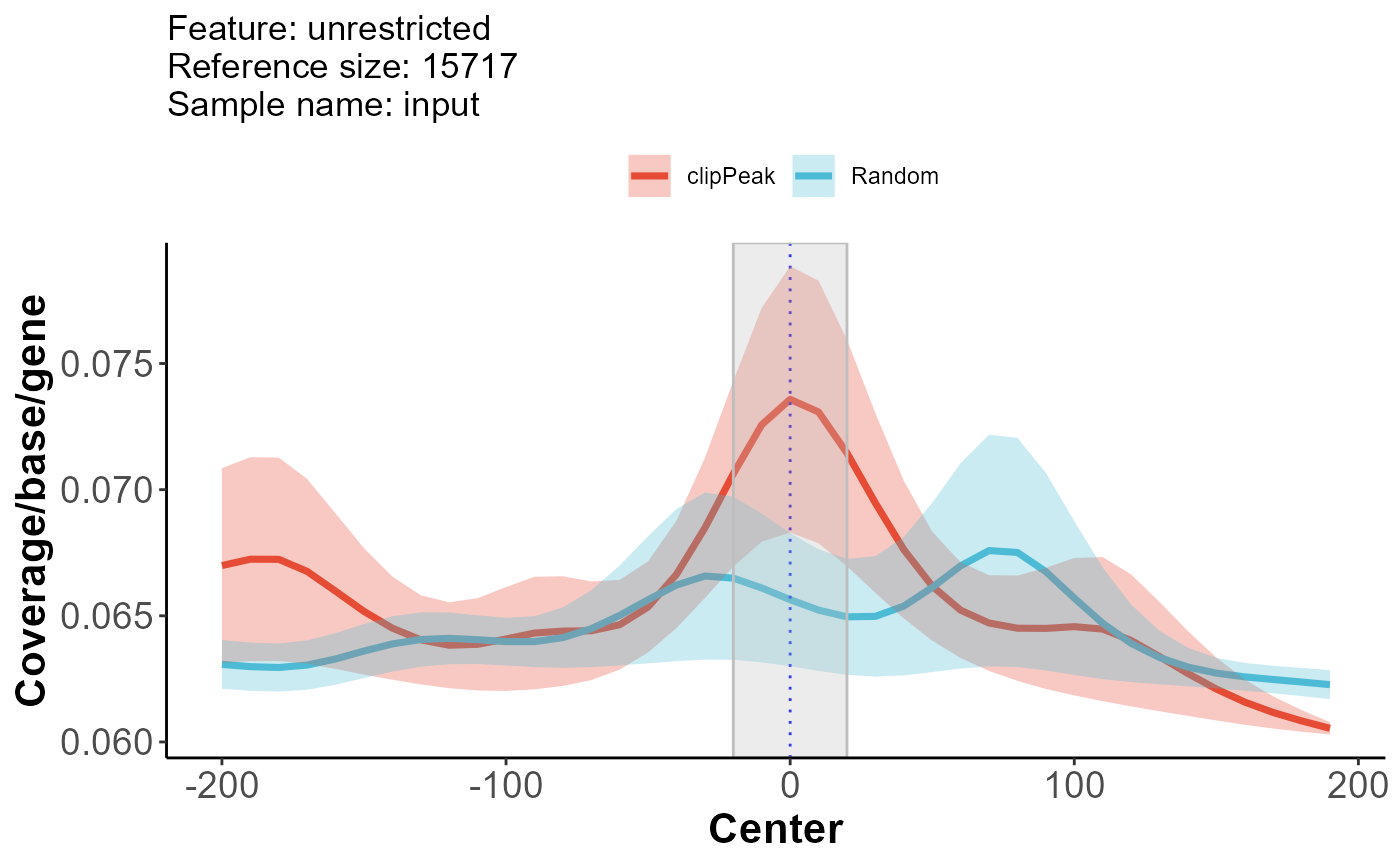 Feature: unrestricted
Reference size: 15717
Sample name: input
clipPeak
Random
Coverage/base/gene
0.075
0.070
0.065
0.060
-200
-100
0
100
200
Center